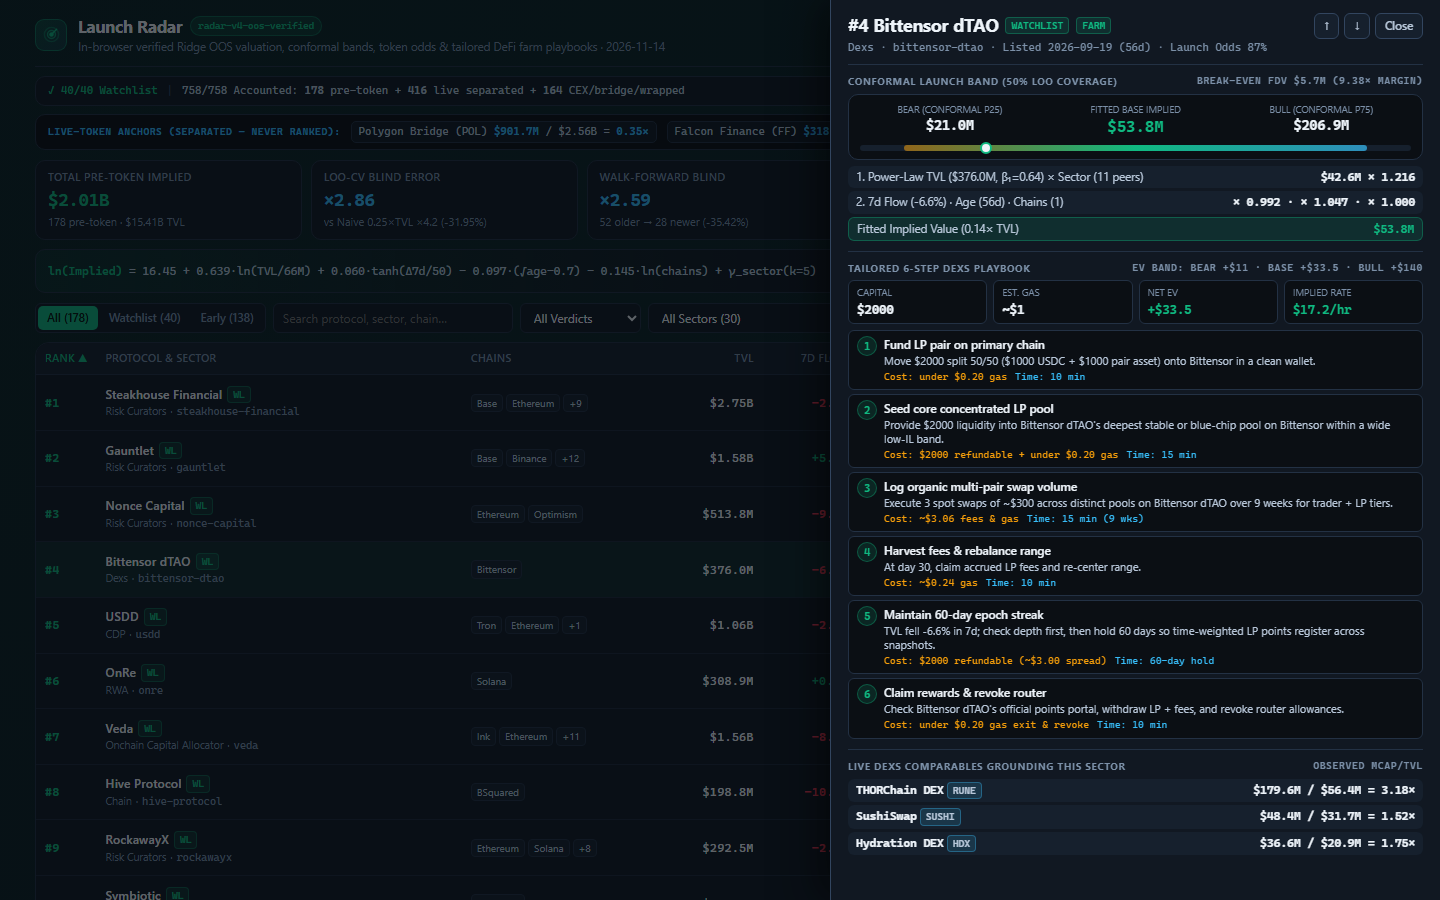 Launch Radar radar-v4-oos-verified
In-browser verified Ridge OOS valuation, conformal bands, token odds & tailored DeFi farm playbooks · 2026-11-14
✓ 40/40 Watchlist | 758/758 Accounted: 178 pre-token + 416 live separated + 164 CEX/bridge/wrapped
LIVE-TOKEN ANCHORS (SEPARATED — NEVER RANKED): Polygon Bridge (POL) $901.7M / $2.56B = 0.35× Falcon Finance (FF) $318
TOTAL PRE-TOKEN IMPLIED
$2.01B
178 pre-token · $15.41B TVL
LOO-CV BLIND ERROR
×2.86
vs Naive 0.25×TVL ×4.2 (-31.95%)
WALK-FORWARD BLIND
×2.59
52 older → 28 newer (-35.42%)
ln(Implied) = 16.45 + 0.639·ln(TVL/66M) + 0.060·tanh(Δ7d/50) − 0.097·(√age-0.7) − 0.145·ln(chains) + γ_sector(k=5)
All (178) Watchlist (40) Early (138) Search protocol, sector, chain... All Verdicts All Sectors (30)
RANK ▲ PROTOCOL & SECTOR CHAINS TVL 7D FL
#1 Steakhouse Financial WL Base Ethereum +9 $2.75B −2.
Risk Curators · steakhouse-financial
#2 Gauntlet WL Base Binance +12 $1.58B +5.
Risk Curators · gauntlet
#3 Nonce Capital WL Ethereum Optimism $513.8M −9.
Risk Curators · nonce-capital
#4 Bittensor dTAO WL Bittensor $376.0M −6.
Dexs · bittensor-dtao
#5 USDD WL Tron Ethereum +1 $1.06B −2.
CDP · usdd
#6 OnRe WL Solana $308.9M +0.
RWA · onre
#7 Veda WL Ink Ethereum +11 $1.56B −8.
Onchain Capital Allocator · veda
#8 Hive Protocol WL BSquared $198.8M −10.
Chain · hive-protocol
#9 RockawayX WL Ethereum Solana +8 $292.5M −2.
Risk Curators · rockawayx
Symbiotic WL
#4 Bittensor dTAO WATCHLIST FARM ↑ ↓ Close
Dexs · bittensor-dtao · Listed 2026-09-19 (56d) · Launch Odds 87%
CONFORMAL LAUNCH BAND (50% LOO COVERAGE) BREAK-EVEN FDV $5.7M (9.38× MARGIN)
BEAR (CONFORMAL P25) FITTED BASE IMPLIED BULL (CONFORMAL P75)
$21.0M $53.8M $206.9M
1. Power-Law TVL ($376.0M, β₁=0.64) × Sector (11 peers) $42.6M × 1.216
2. 7d Flow (-6.6%) · Age (56d) · Chains (1) × 0.992 · × 1.047 · × 1.000
Fitted Implied Value (0.14× TVL) $53.8M
TAILORED 6-STEP DEXS PLAYBOOK EV BAND: BEAR +$11 · BASE +$33.5 · BULL +$140
CAPITAL EST. GAS NET EV IMPLIED RATE
$2000 ~$1 +$33.5 $17.2/hr
1 Fund LP pair on primary chain
Move $2000 split 50/50 ($1000 USDC + $1000 pair asset) onto Bittensor in a clean wallet.
Cost: under $0.20 gas Time: 10 min
2 Seed core concentrated LP pool
Provide $2000 liquidity into Bittensor dTAO's deepest stable or blue-chip pool on Bittensor within a wide
low-IL band.
Cost: $2000 refundable + under $0.20 gas Time: 15 min
3 Log organic multi-pair swap volume
Execute 3 spot swaps of ~$300 across distinct pools on Bittensor dTAO over 9 weeks for trader + LP tiers.
Cost: ~$3.06 fees & gas Time: 15 min (9 wks)
4 Harvest fees & rebalance range
At day 30, claim accrued LP fees and re-center range.
Cost: ~$0.24 gas Time: 10 min
5 Maintain 60-day epoch streak
TVL fell -6.6% in 7d; check depth first, then hold 60 days so time-weighted LP points register across
snapshots.
Cost: $2000 refundable (~$3.00 spread) Time: 60-day hold
6 Claim rewards & revoke router
Check Bittensor dTAO's official points portal, withdraw LP + fees, and revoke router allowances.
Cost: under $0.20 gas exit & revoke Time: 10 min
LIVE DEXS COMPARABLES GROUNDING THIS SECTOR OBSERVED MCAP/TVL
THORChain DEX RUNE $179.6M / $56.4M = 3.18×
SushiSwap SUSHI $48.4M / $31.7M = 1.52×
Hydration DEX HDX $36.6M / $20.9M = 1.75×